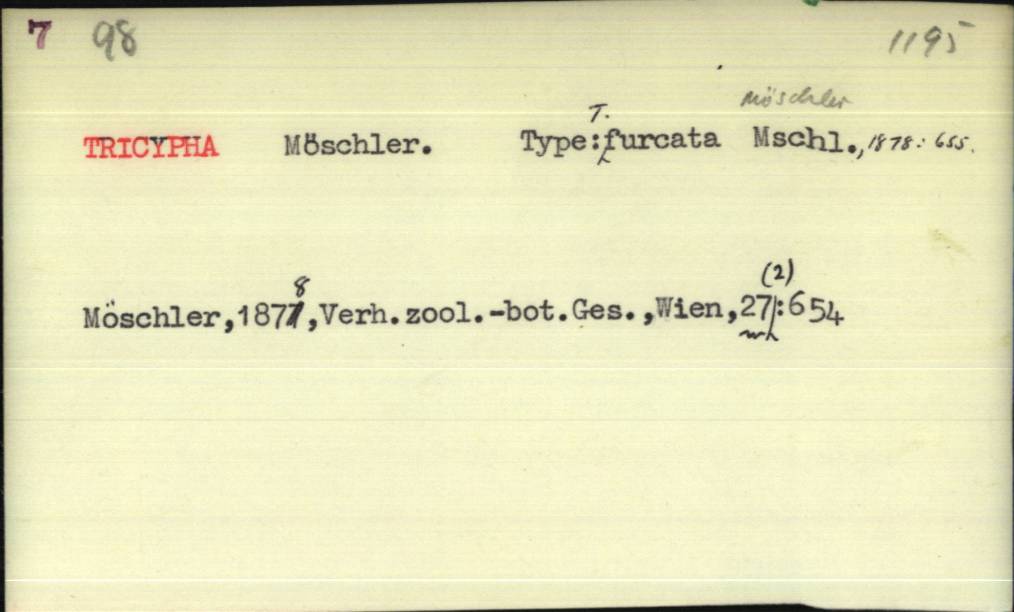 7 98 1195
Möschler
T.
TRICYPHA Möschler. Type:furcata Mschl.,1878:655.
8 (2)
Möschler,1877,Verh.zool.-bot.Ges.,Wien,27:654